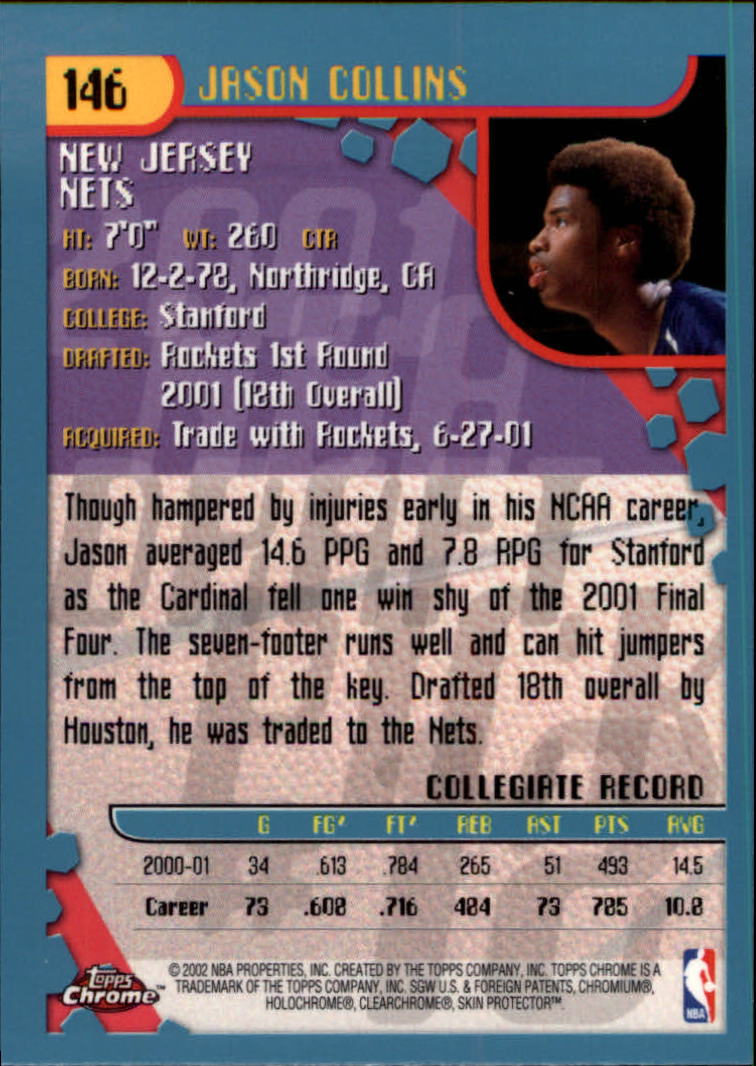 146 JASON COLLINS
NEW JERSEY
NETS
HT: 7'0" WT: 260 CTR
BORN: 12-2-78, Northridge, CA
COLLEGE: Stanford
DRAFTED: Rockets 1st Round
2001 (18th Overall)
ACQUIRED: Trade with Rockets, 6-27-01
Though hampered by injuries early in his NCAA career,
Jason averaged 14.6 PPG and 7.8 RPG for Stanford
as the Cardinal fell one win shy of the 2001 Final
Four. The seven-footer runs well and can hit jumpers
from the top of the key. Drafted 18th overall by
Houston, he was traded to the Nets.
COLLEGIATE RECORD
G FG' FT' REB AST PTS AVG
2000-01 34 .613 .784 265 51 493 14.5
Career 73 .608 .716 484 73 785 10.8
Topps
Chrome™
© 2002 NBA PROPERTIES, INC. CREATED BY THE TOPPS COMPANY, INC. TOPPS CHROME IS A
TRADEMARK OF THE TOPPS COMPANY, INC. SGW U.S. & FOREIGN PATENTS, CHROMIUM®,
HOLOCHROME®, CLEARCHROME®, SKIN PROTECTOR™.
NBA